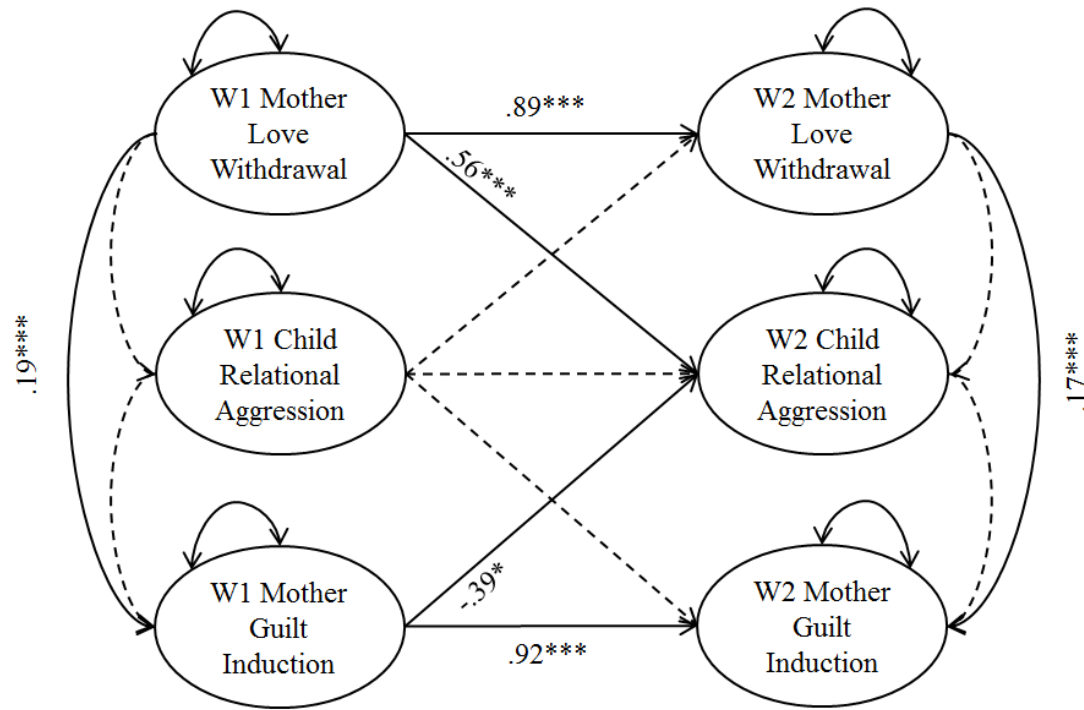 W1 Mother
Love
Withdrawal
.89***
W2 Mother
Love
Withdrawal
.56***
.19***
W1 Child
Relational
Aggression
W2 Child
Relational
Aggression
.17***
W1 Mother
Guilt
Induction
-.39*
.92***
W2 Mother
Guilt
Induction